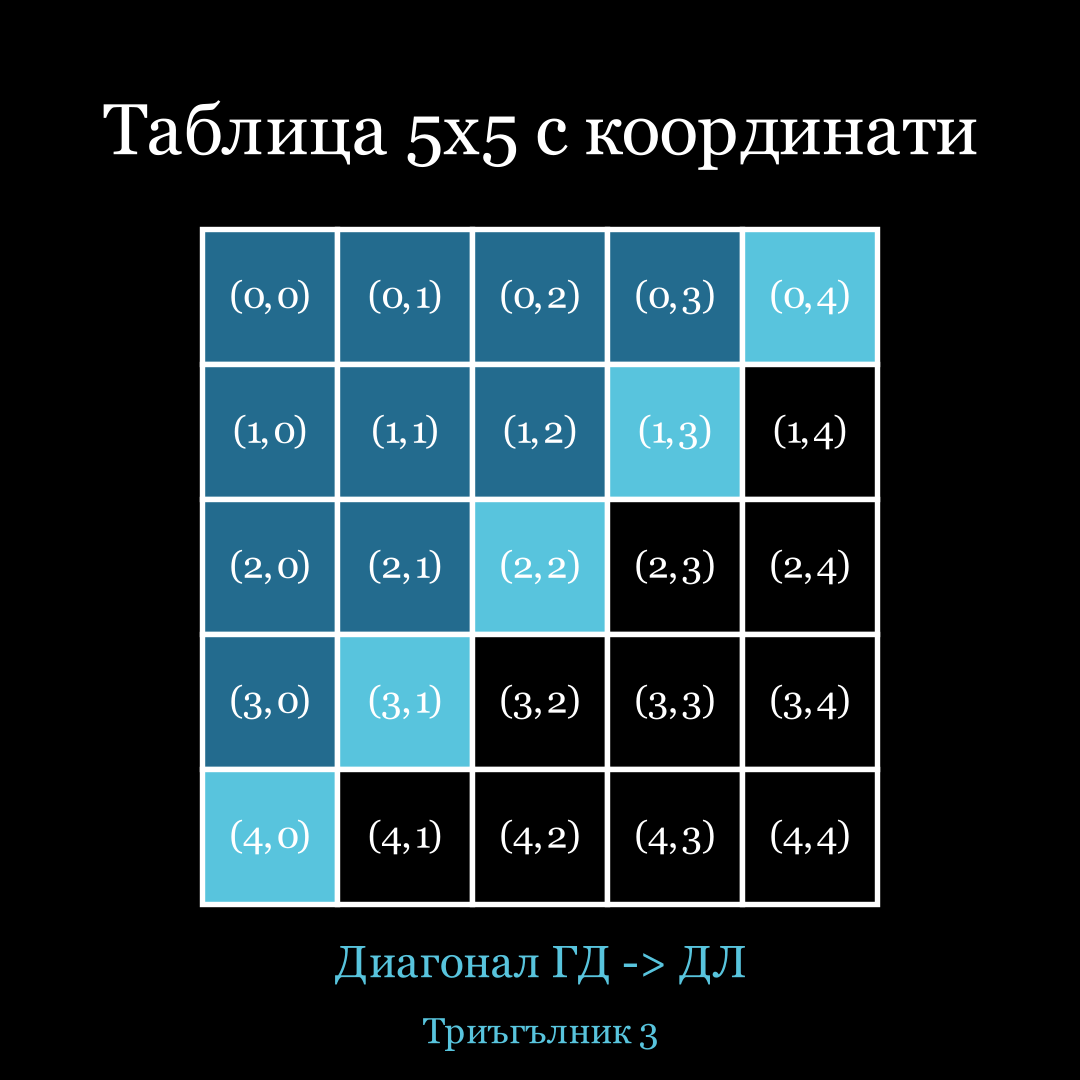 Таблица 5x5 с координати
(0,0) (0,1) (0,2) (0,3) (0,4)
(1,0) (1,1) (1,2) (1,3) (1,4)
(2,0) (2,1) (2,2) (2,3) (2,4)
(3,0) (3,1) (3,2) (3,3) (3,4)
(4,0) (4,1) (4,2) (4,3) (4,4)
Диагонал ГД -> ДЛ
Триъгълник 3